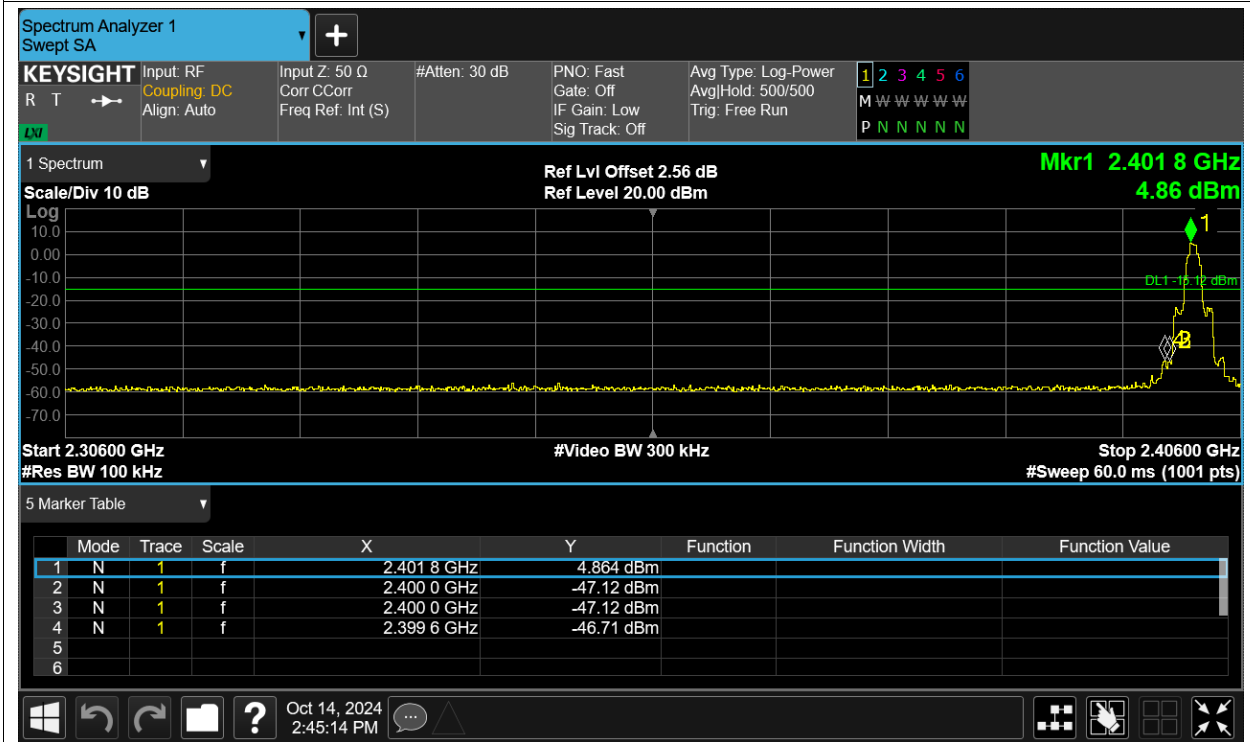 Spectrum Analyzer 1
Swept SA
KEYSIGHT
R T
LXI
Input: RF
Coupling: DC
Align: Auto
Input Z: 50 Ω
Corr CCorr
Freq Ref: Int (S)
#Atten: 30 dB
PNO: Fast
Gate: Off
IF Gain: Low
Sig Track: Off
Avg Type: Log-Power
Avg|Hold: 500/500
Trig: Free Run
1 2 3 4 5 6
M W W W W W
P N N N N N
1 Spectrum
Scale/Div 10 dB
Ref Lvl Offset 2.56 dB
Ref Level 20.00 dBm
Mkr1 2.401 8 GHz
4.86 dBm
Log
10.0
0.00
-10.0
-20.0
-30.0
-40.0
-50.0
-60.0
-70.0
1
DL1 -15.12 dBm
Start 2.30600 GHz
#Res BW 100 kHz
#Video BW 300 kHz
Stop 2.40600 GHz
#Sweep 60.0 ms (1001 pts)
5 Marker Table
Mode Trace Scale X Y Function Function Width Function Value
1 N 1 f 2.401 8 GHz 4.864 dBm
2 N 1 f 2.400 0 GHz -47.12 dBm
3 N 1 f 2.400 0 GHz -47.12 dBm
4 N 1 f 2.399 6 GHz -46.71 dBm
5
6
?
Oct 14, 2024
2:45:14 PM